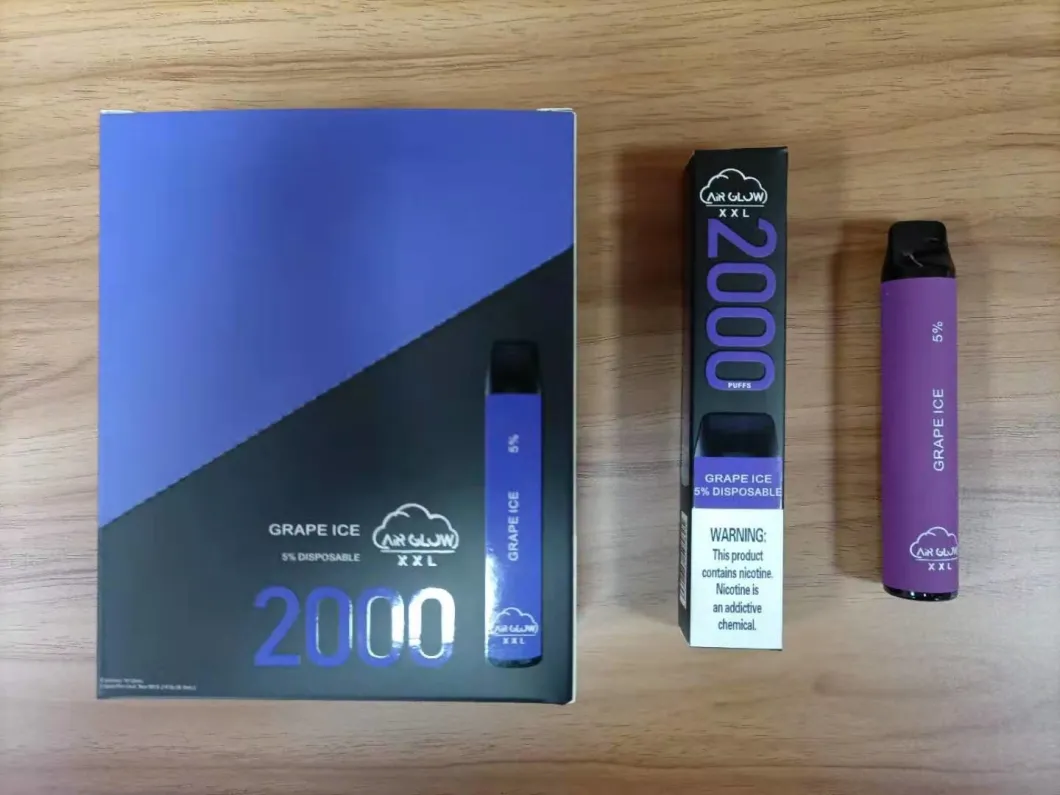 GRAPE ICE
5% DISPOSABLE
AIR GLOW
XXL
2000
5%
GRAPE ICE
AIR GLOW
XXL
AIR GLOW
XXL
2000
PUFFS
GRAPE ICE
5% DISPOSABLE
WARNING:
This product
contains nicotine.
Nicotine is
an addictive
chemical.
5%
GRAPE ICE
AIR GLOW
XXL